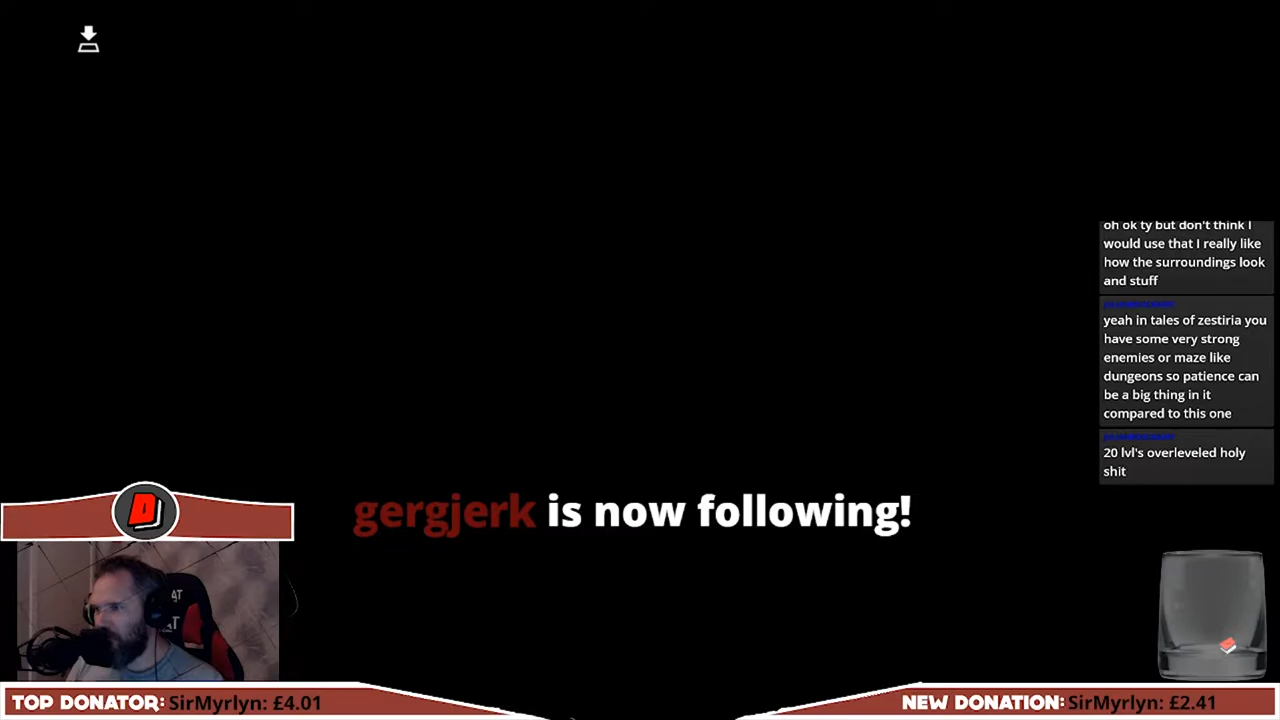 oh ok ty but don't think I
would use that I really like
how the surroundings look
and stuff
yeah in tales of zestiria you
have some very strong
enemies or maze like
dungeons so patience can
be a big thing in it
compared to this one
20 lvl's overleveled holy
shit
gergjerk is now following!
D
TOP DONATOR: SirMyrlyn: £4.01
NEW DONATION: SirMyrlyn: £2.41